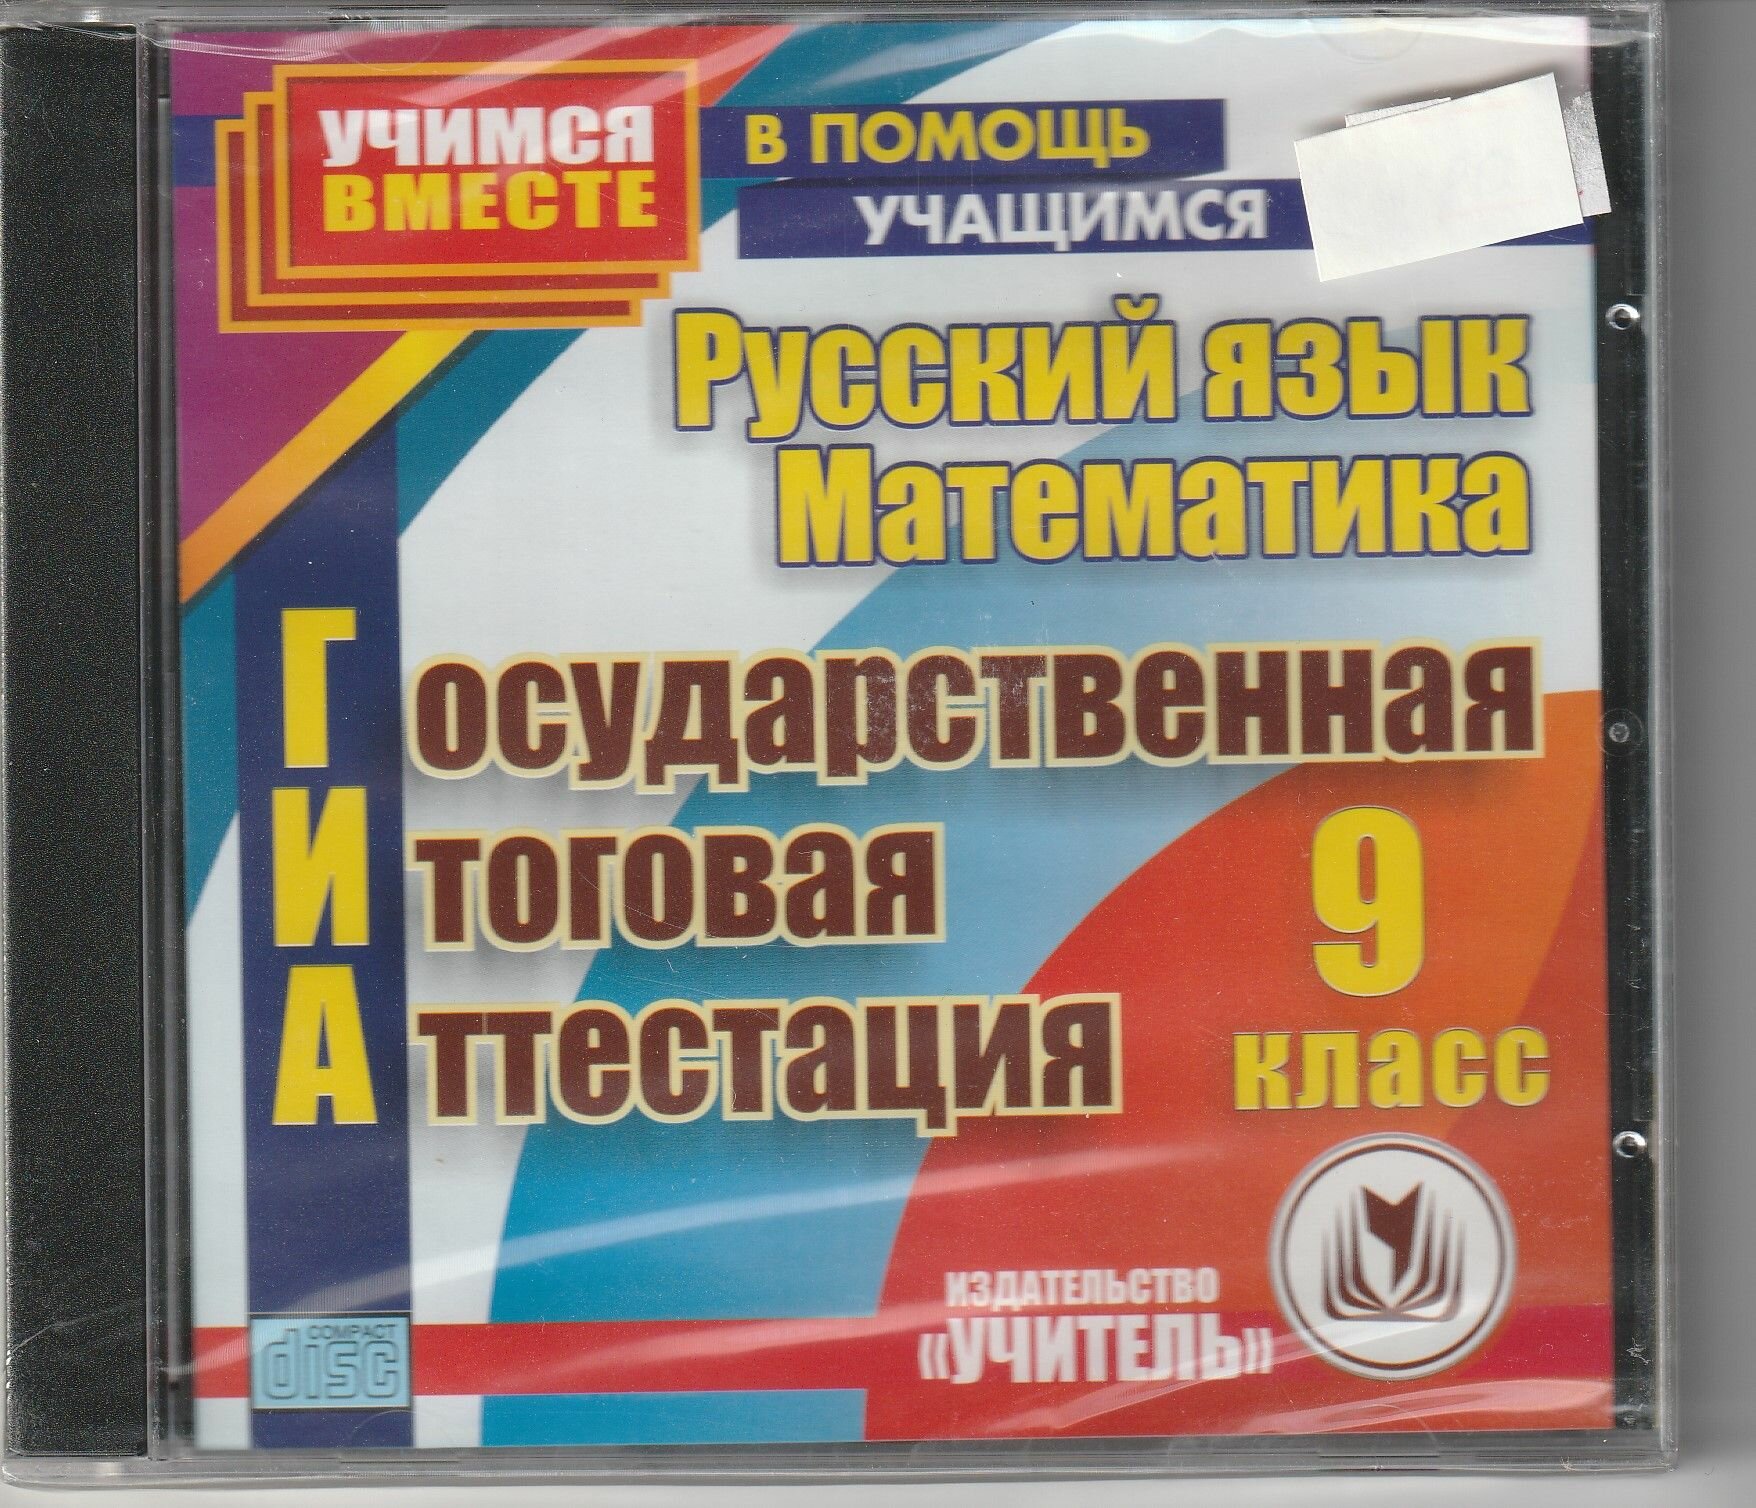 УЧИМСЯ
ВМЕСТЕ
В ПОМОЩЬ
УЧАЩИМСЯ
Русский язык
Математика
Государственная
Итоговая
Аттестация
9
класс
ИЗДАТЕЛЬСТВО
«УЧИТЕЛЬ»
COMPACT
disc